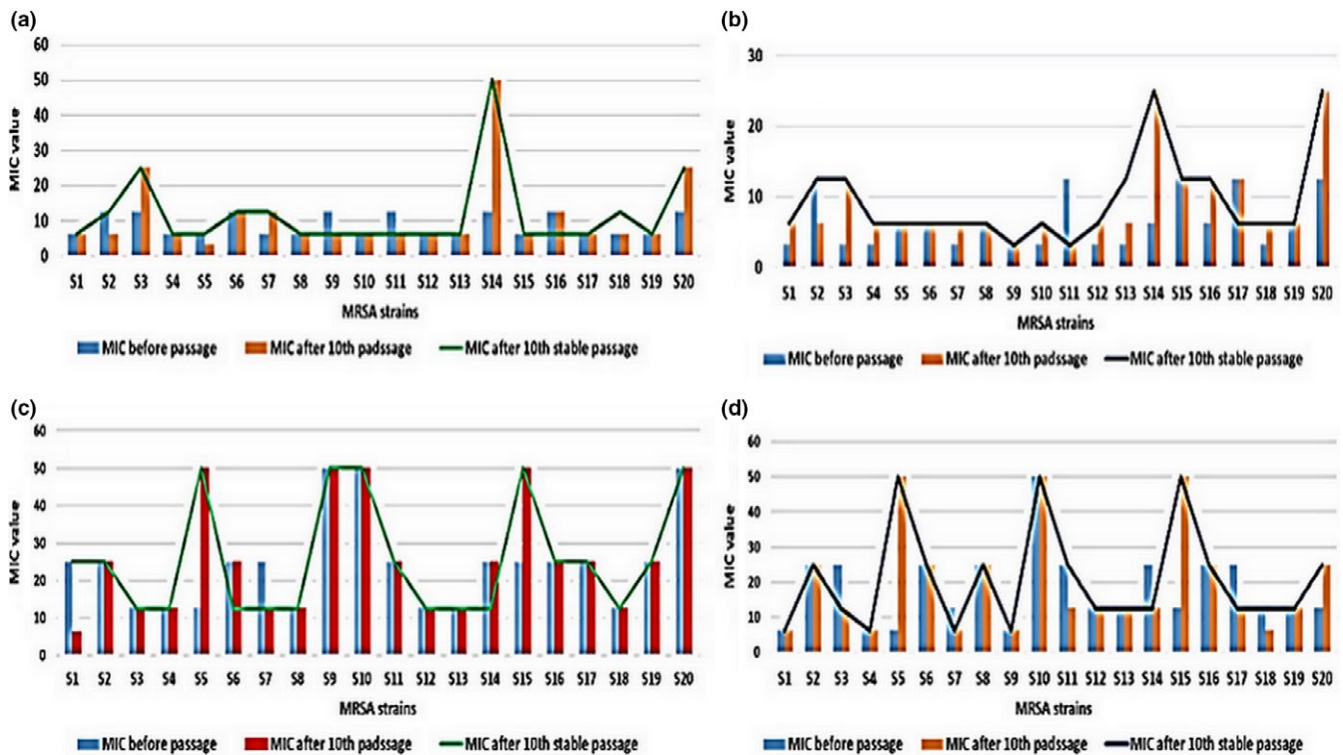 (a)
60
50
40
30
20
10
0
MIC value
S1 S2 S3 S4 S5 S6 S7 S8 S9 S10 S11 S12 S13 S14 S15 S16 S17 S18 S19 S20
MRSA strains
MIC before passage MIC after 10th padssage MIC after 10th stable passage
(b)
30
20
10
0
MIC value
S1 S2 S3 S4 S5 S6 S7 S8 S9 S10 S11 S12 S13 S14 S15 S16 S17 S18 S19 S20
MRSA strains
MIC before passage MIC after 10th padssage MIC after 10th stable passage
(c)
60
50
40
30
20
10
0
MIC value
S1 S2 S3 S4 S5 S6 S7 S8 S9 S10 S11 S12 S13 S14 S15 S16 S17 S18 S19 S20
MRSA strains
MIC before passage MIC after 10th padssage MIC after 10th stable passage
(d)
60
50
40
30
20
10
0
MIC value
S1 S2 S3 S4 S5 S6 S7 S8 S9 S10 S11 S12 S13 S14 S15 S16 S17 S18 S19 S20
MRSA strains
MIC before passage MIC after 10th padssage MIC after 10th stable passage